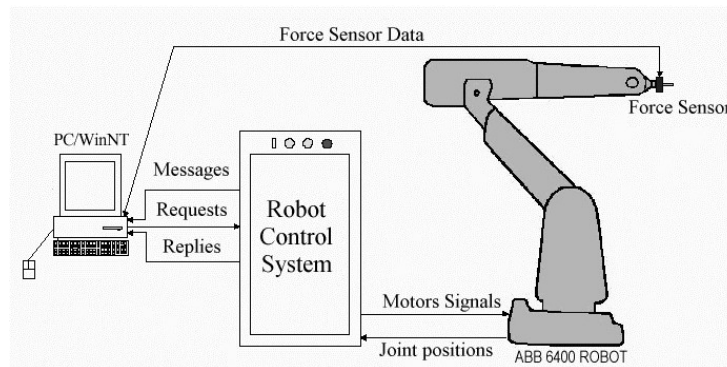 Force Sensor Data
Force Sensor
PC/WinNT
Messages
Requests
Replies
Robot
Control
System
Motors Signals
Joint positions
ABB 6400 ROBOT